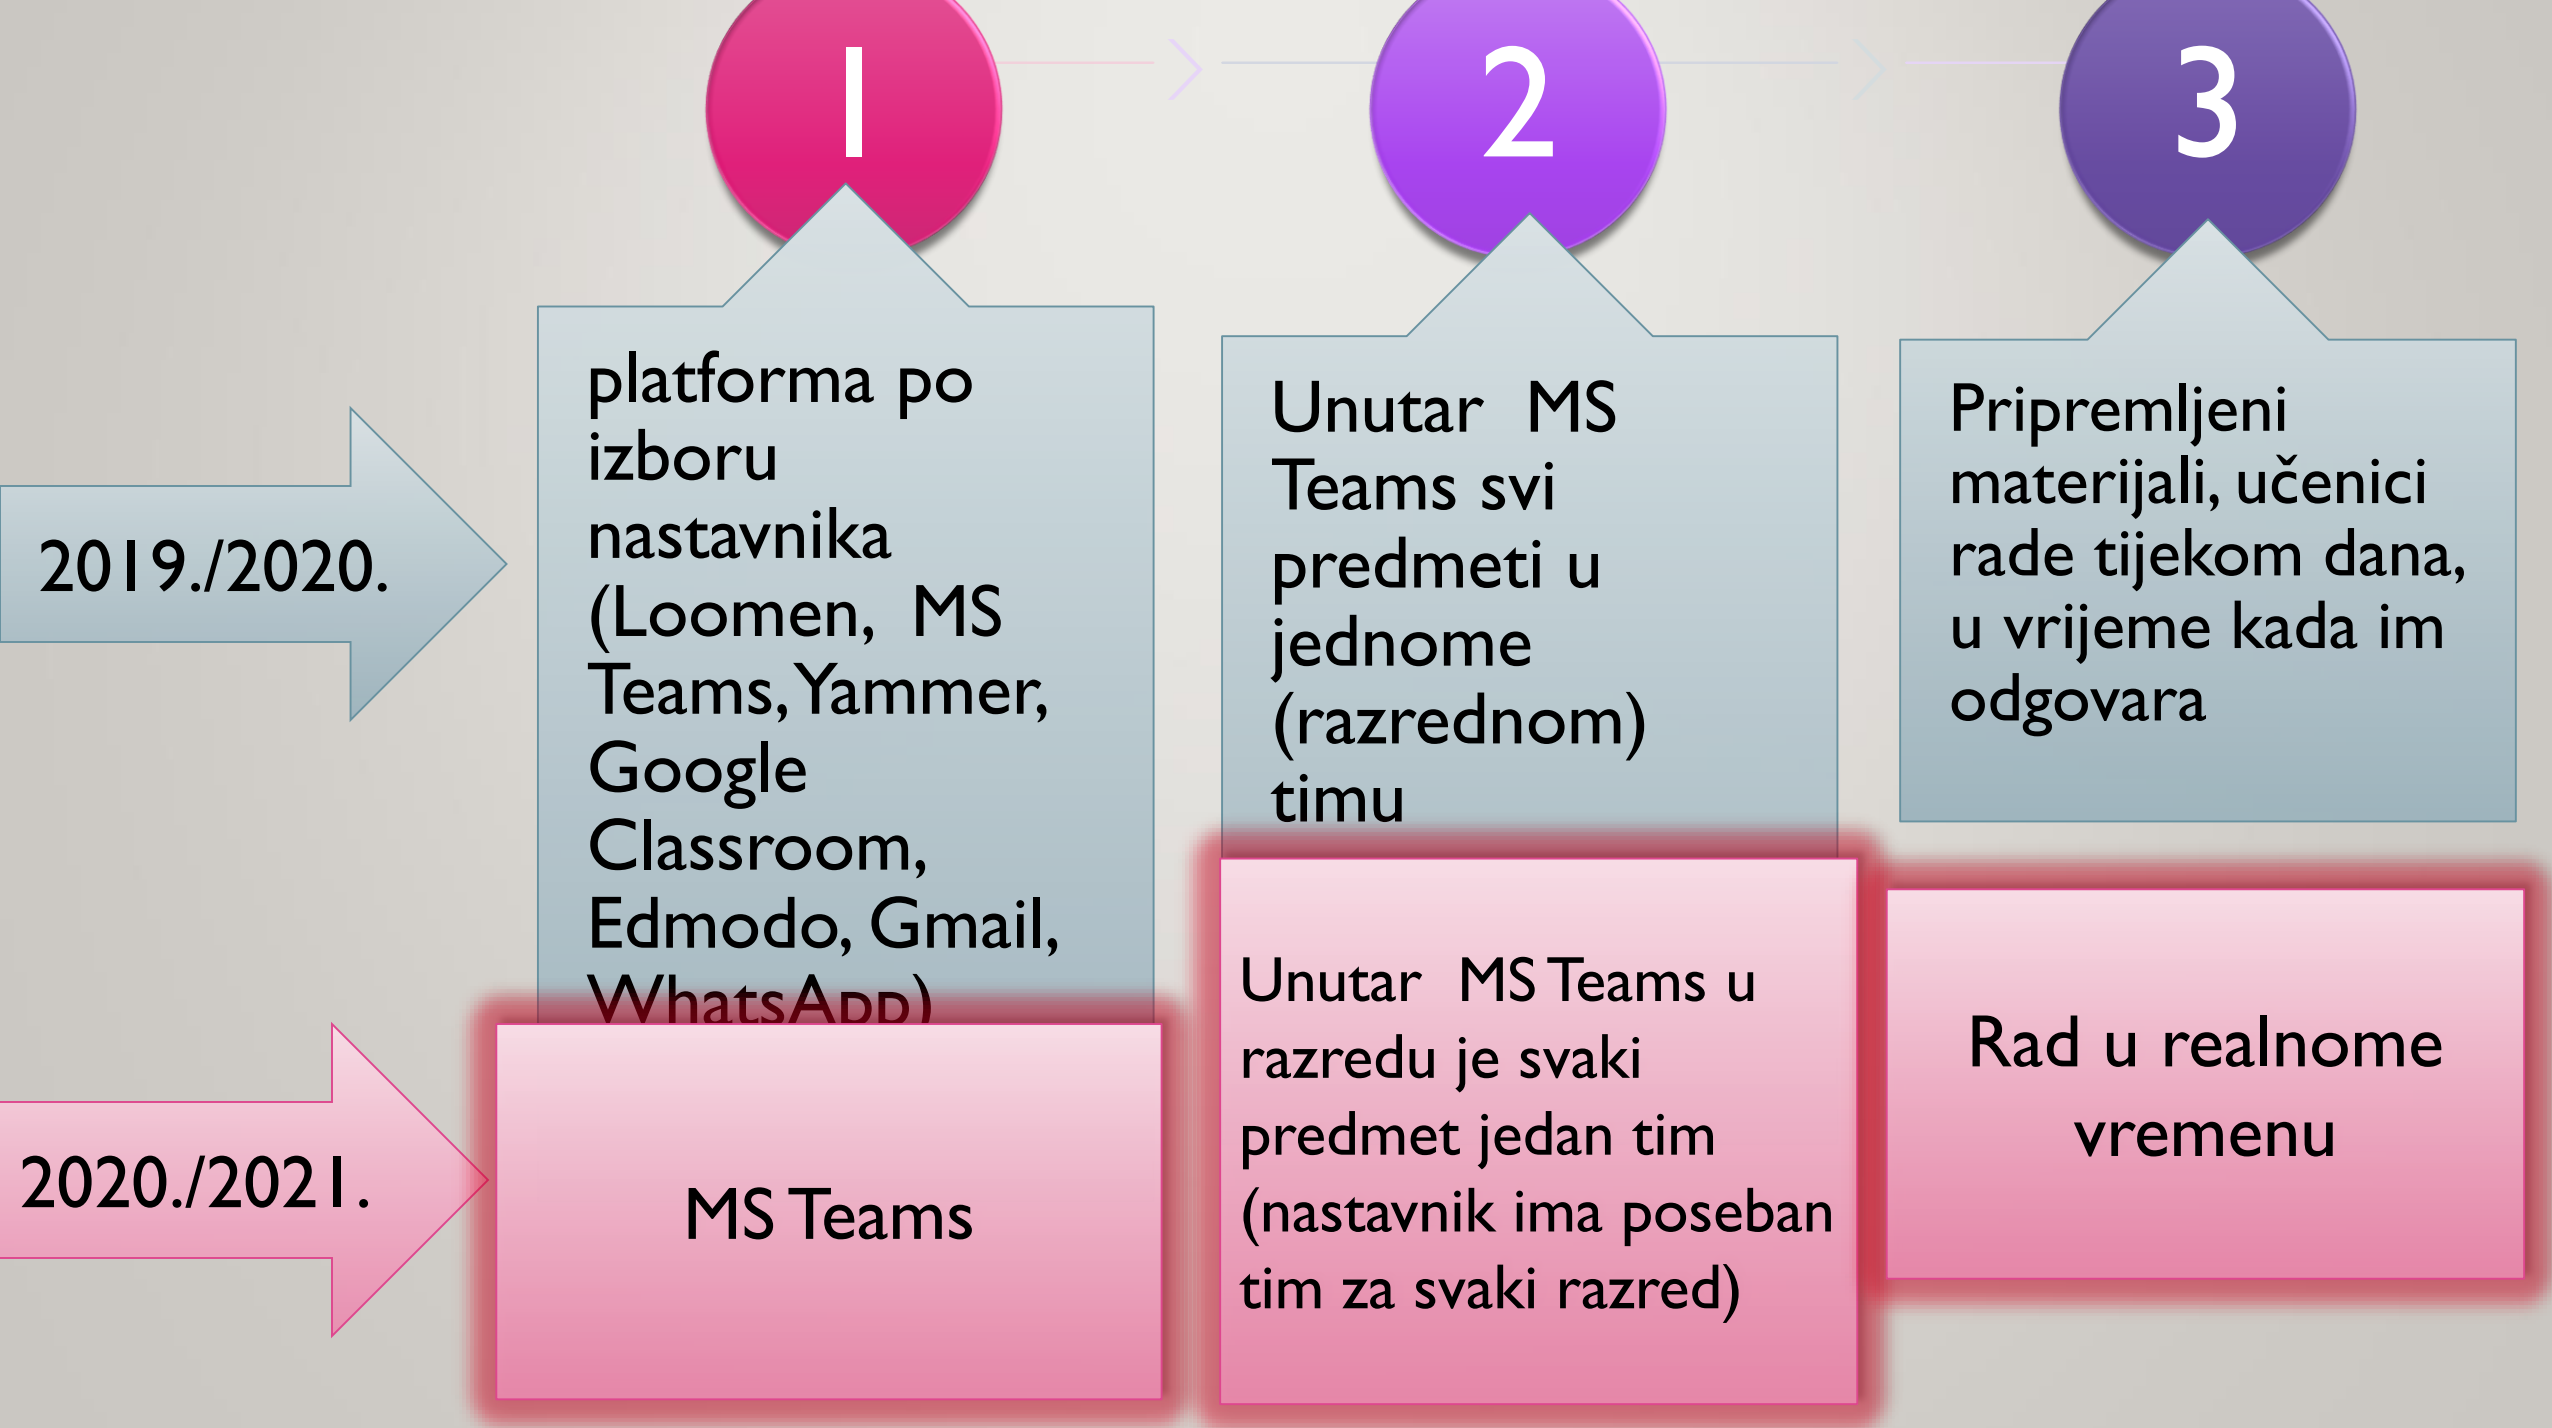 1
2
3
2019./2020.
platforma po
izboru
nastavnika
(Loomen,  MS
Teams, Yammer,
Google
Classroom,
Edmodo, Gmail,
WhatsApp)
Unutar  MS
Teams svi
predmeti u
jednome
(razrednom)
timu
Pripremljeni
materijali, učenici
rade tijekom dana,
u vrijeme kada im
odgovara
2020./2021.
MS Teams
Unutar  MS Teams u
razredu je svaki
predmet jedan tim
(nastavnik ima poseban
tim za svaki razred)
Rad u realnome
vremenu